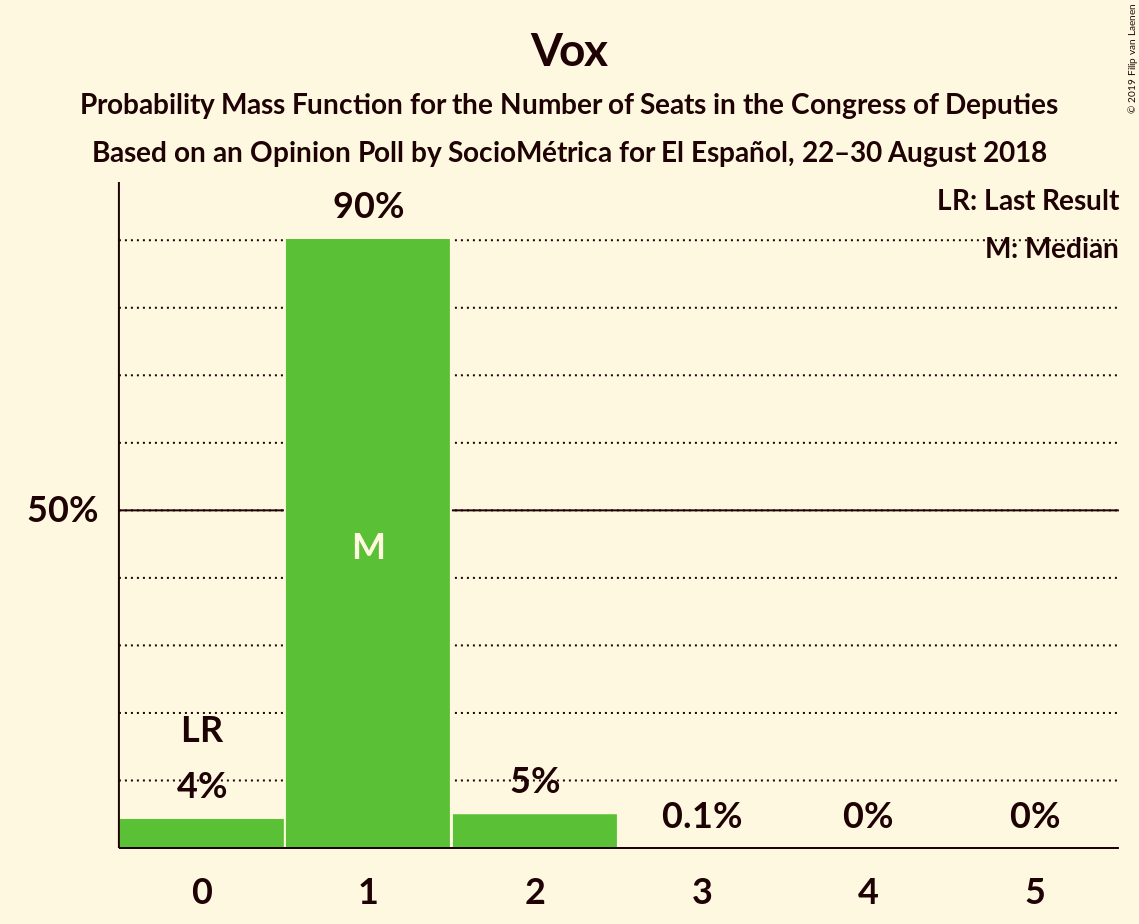 Vox
Probability Mass Function for the Number of Seats in the Congress of Deputies
Based on an Opinion Poll by SocioMétrica for El Español, 22–30 August 2018
© 2019 Filip van Laenen
LR: Last Result
M: Median
90%
50%
M
LR
4%
5%
0.1%
0%
0%
0
1
2
3
4
5